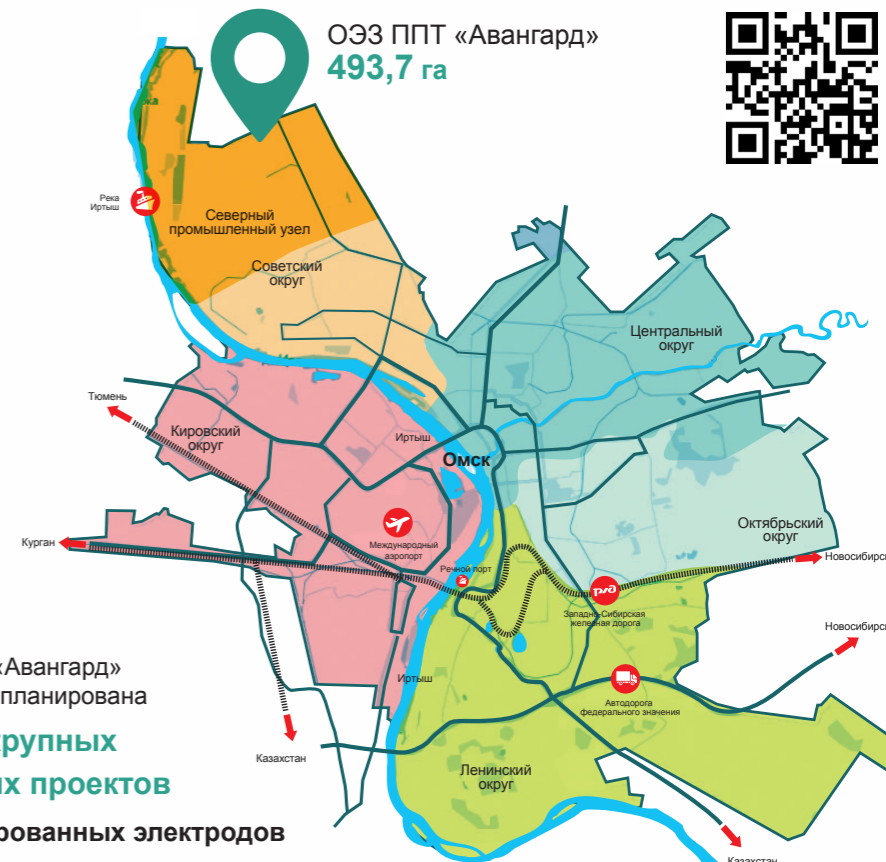 ОЭЗ ППТ «Авангард»
493,7 га
Река
Иртыш
Северный
промышленный узел
Советский
округ
Центральный
округ
Тюмень
Кировский
округ
Иртыш
Омск
Октябрьский
округ
Курган
Международный
аэропорт
Речной порт
Новосибирск
РЖД
Западно-Сибирская
железная дорога
Новосибирск
«Авангард»
планирована
Иртыш
Автодорога
федерального значения
крупных
их проектов
Казахстан
Ленинский
округ
рованных электродов
Казахстан